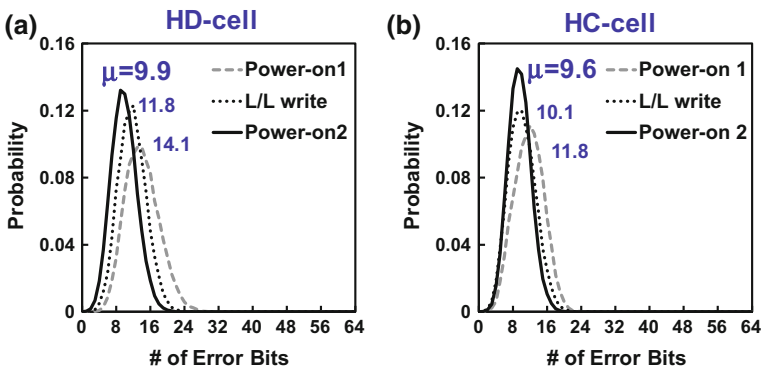 (a) HD-cell
0.16
0.12
0.08
0.04
0
Probability
μ=9.9
11.8
14.1
Power-on1
L/L write
Power-on2
0 8 16 24 32 40 48 56 64
# of Error Bits
(b) HC-cell
0.16
0.12
0.08
0.04
0
Probability
μ=9.6
10.1
11.8
Power-on 1
L/L write
Power-on 2
0 8 16 24 32 40 48 56 64
# of Error Bits